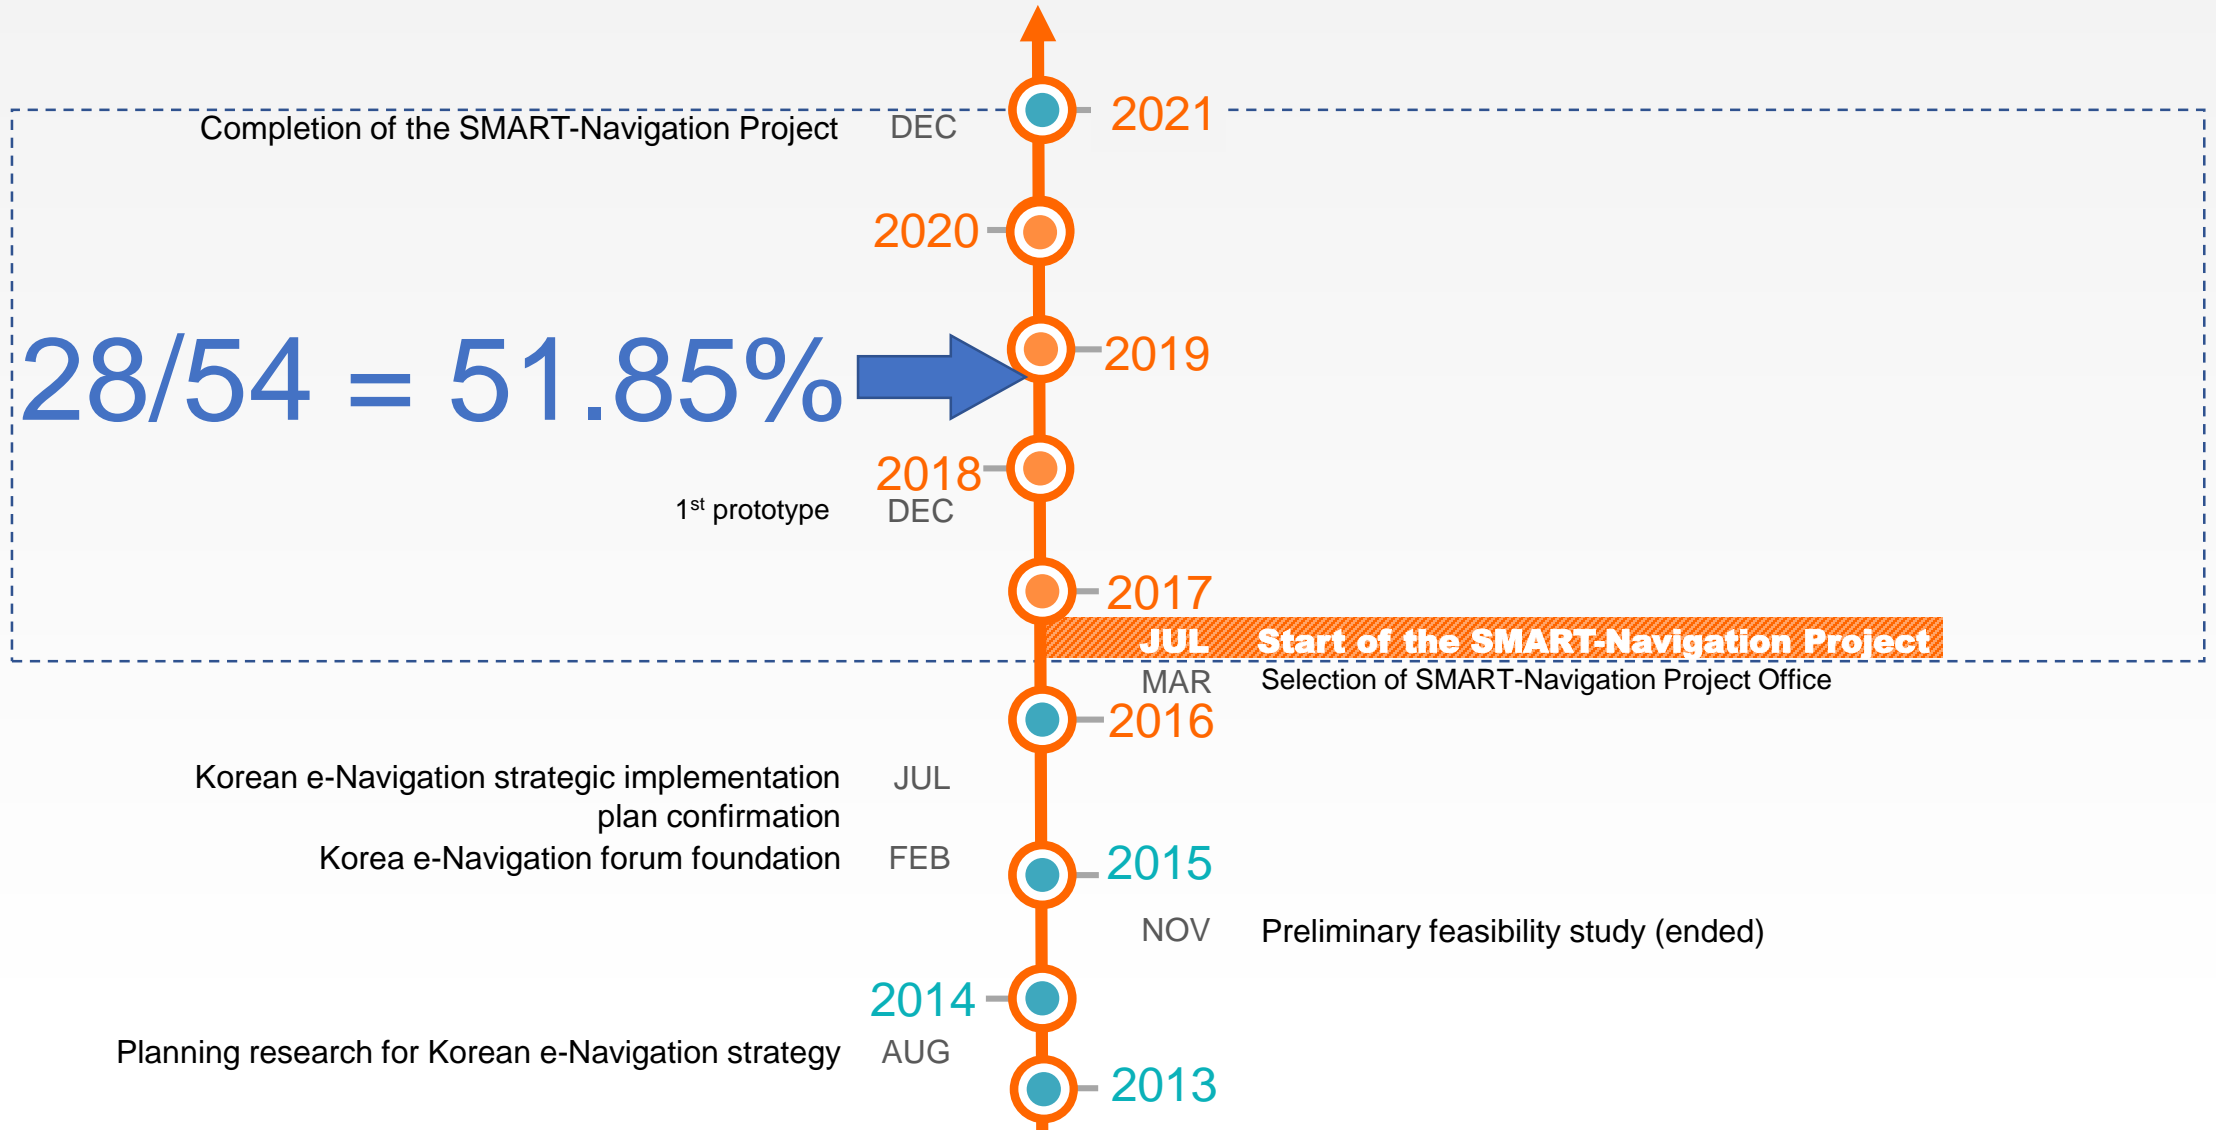 Completion of the SMART-Navigation Project DEC 2021
2020
28/54 = 51.85% 2019
2018
1st prototype DEC
2017
JUL Start of the SMART-Navigation Project
MAR Selection of SMART-Navigation Project Office
2016
Korean e-Navigation strategic implementation JUL
plan confirmation
Korea e-Navigation forum foundation FEB 2015
NOV Preliminary feasibility study (ended)
2014
Planning research for Korean e-Navigation strategy AUG
2013